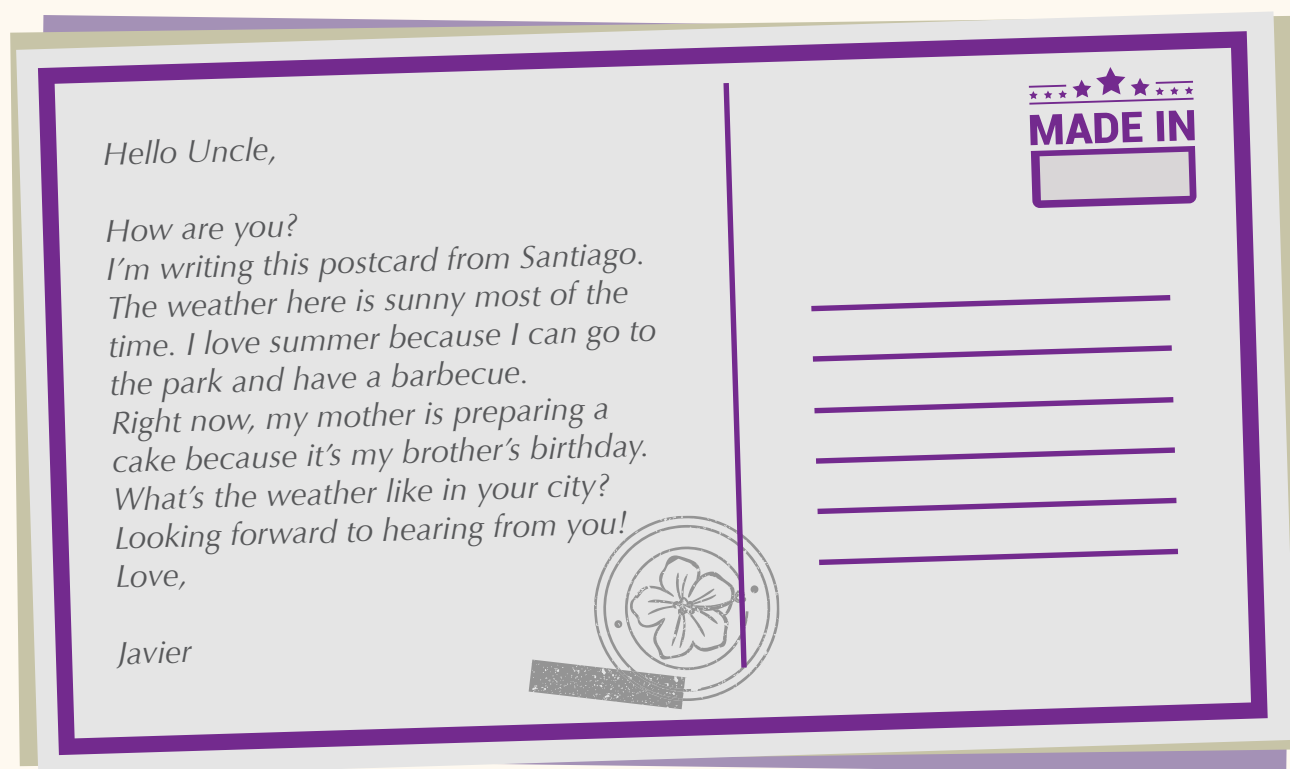 Hello Uncle,
How are you?
I'm writing this postcard from Santiago.
The weather here is sunny most of the
time. I love summer because I can go to
the park and have a barbecue.
Right now, my mother is preparing a
cake because it's my brother's birthday.
What's the weather like in your city?
Looking forward to hearing from you!
Love,
Javier
MADE IN